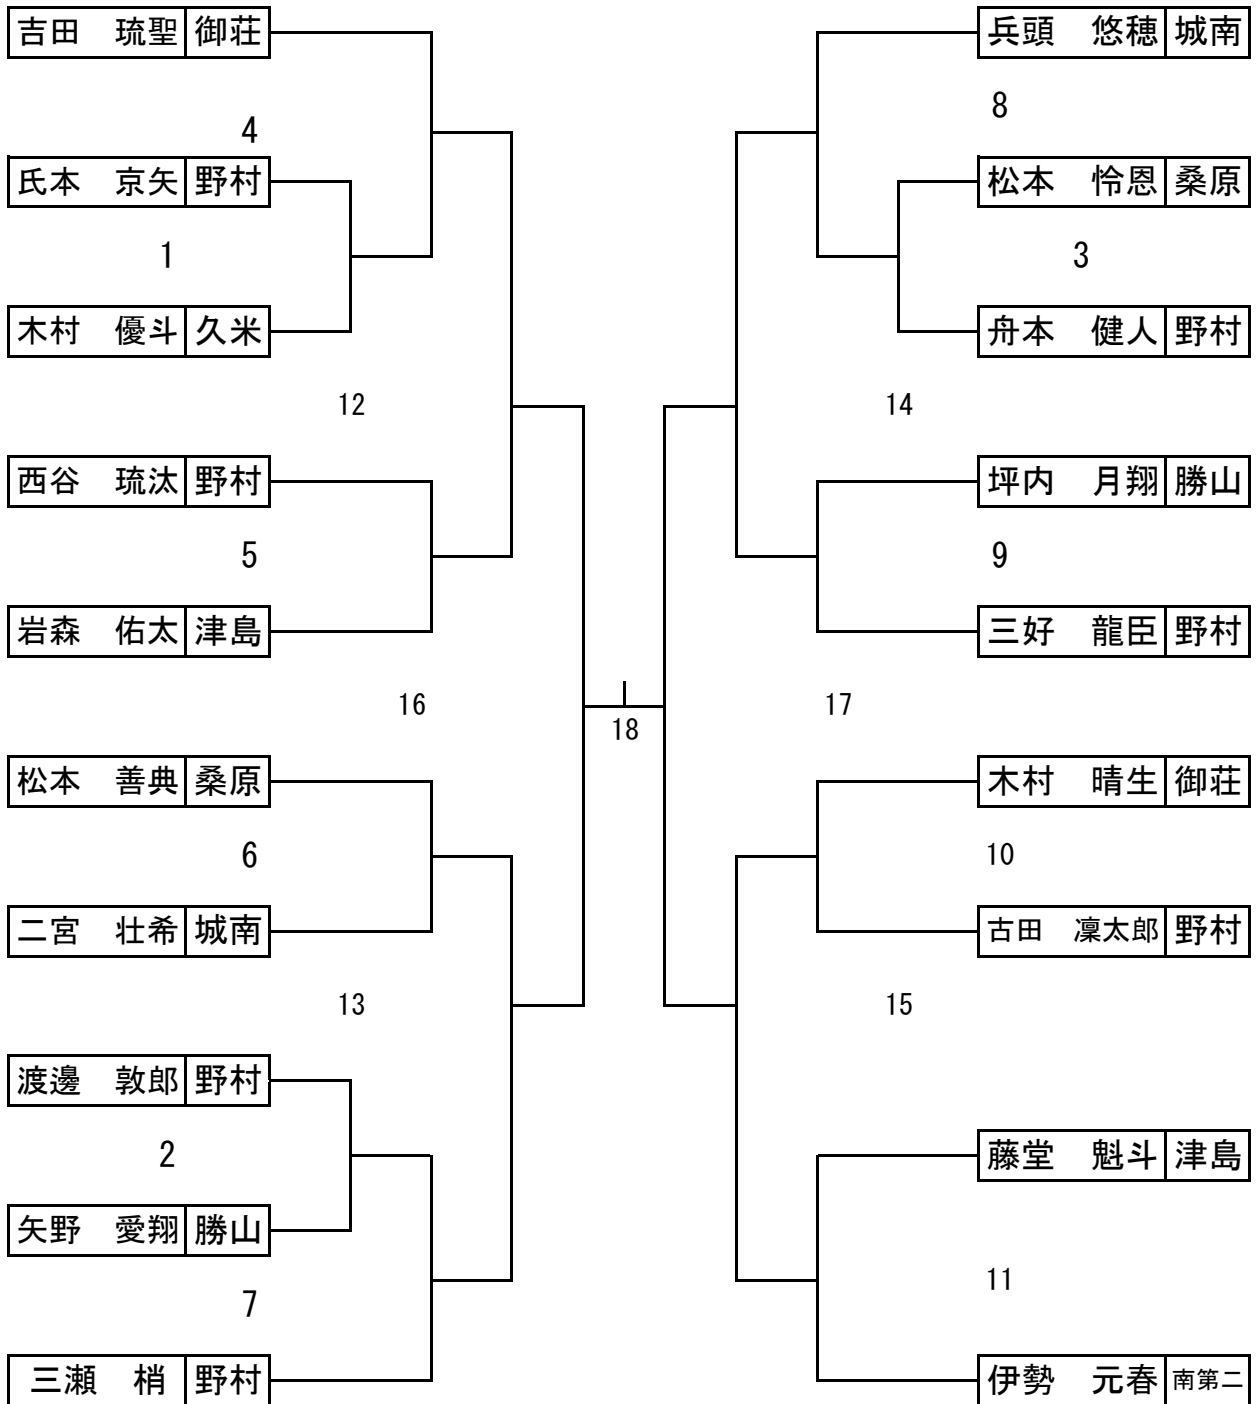 吉田　琉聖 御荘
4
氏本　京矢 野村
1
木村　優斗 久米
12
西谷　琉汰 野村
5
岩森　佑太 津島
16
松本　善典 桑原
6
二宮　壮希 城南
13
渡邊　敦郎 野村
2
矢野　愛翔 勝山
7
三瀬　梢 野村
18
兵頭　悠穂 城南
8
松本　怜恩 桑原
3
舟本　健人 野村
14
坪内　月翔 勝山
9
三好　龍臣 野村
17
木村　晴生 御荘
10
古田　凜太郎 野村
15
藤堂　魁斗 津島
11
伊勢　元春 南第二